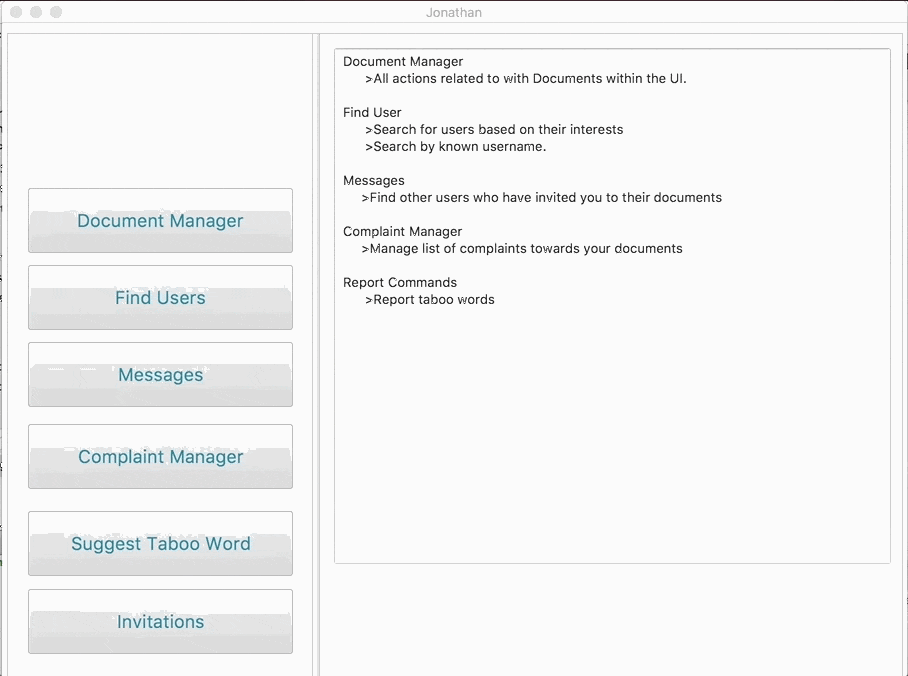 Jonathan
Document Manager
Find Users
Messages
Complaint Manager
Suggest Taboo Word
Invitations
Document Manager
>All actions related to with Documents within the UI.
Find User
>Search for users based on their interests
>Search by known username.
Messages
>Find other users who have invited you to their documents
Complaint Manager
>Manage list of complaints towards your documents
Report Commands
>Report taboo words